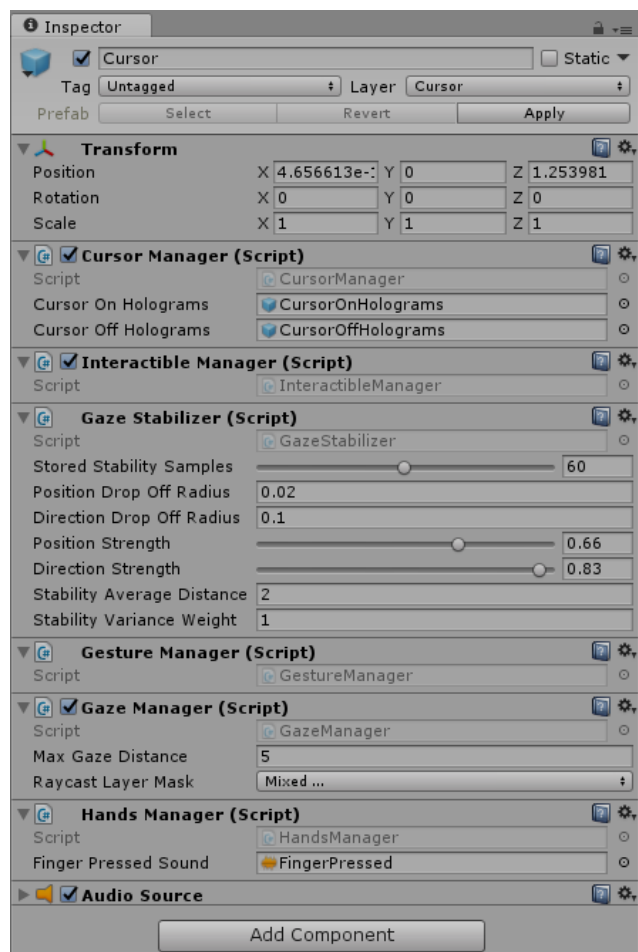 Inspector
Cursor Static
Tag Untagged Layer Cursor
Prefab Select Revert Apply
Transform
Position X 4.656613e-: Y 0 Z 1.253981
Rotation X 0 Y 0 Z 0
Scale X 1 Y 1 Z 1
Cursor Manager (Script)
Script CursorManager
Cursor On Holograms CursorOnHolograms
Cursor Off Holograms CursorOffHolograms
Interactible Manager (Script)
Script InteractibleManager
Gaze Stabilizer (Script)
Script GazeStabilizer
Stored Stability Samples 60
Position Drop Off Radius 0.02
Direction Drop Off Radius 0.1
Position Strength 0.66
Direction Strength 0.83
Stability Average Distance 2
Stability Variance Weight 1
Gesture Manager (Script)
Script GestureManager
Gaze Manager (Script)
Script GazeManager
Max Gaze Distance 5
Raycast Layer Mask Mixed ...
Hands Manager (Script)
Script HandsManager
Finger Pressed Sound FingerPressed
Audio Source
Add Component